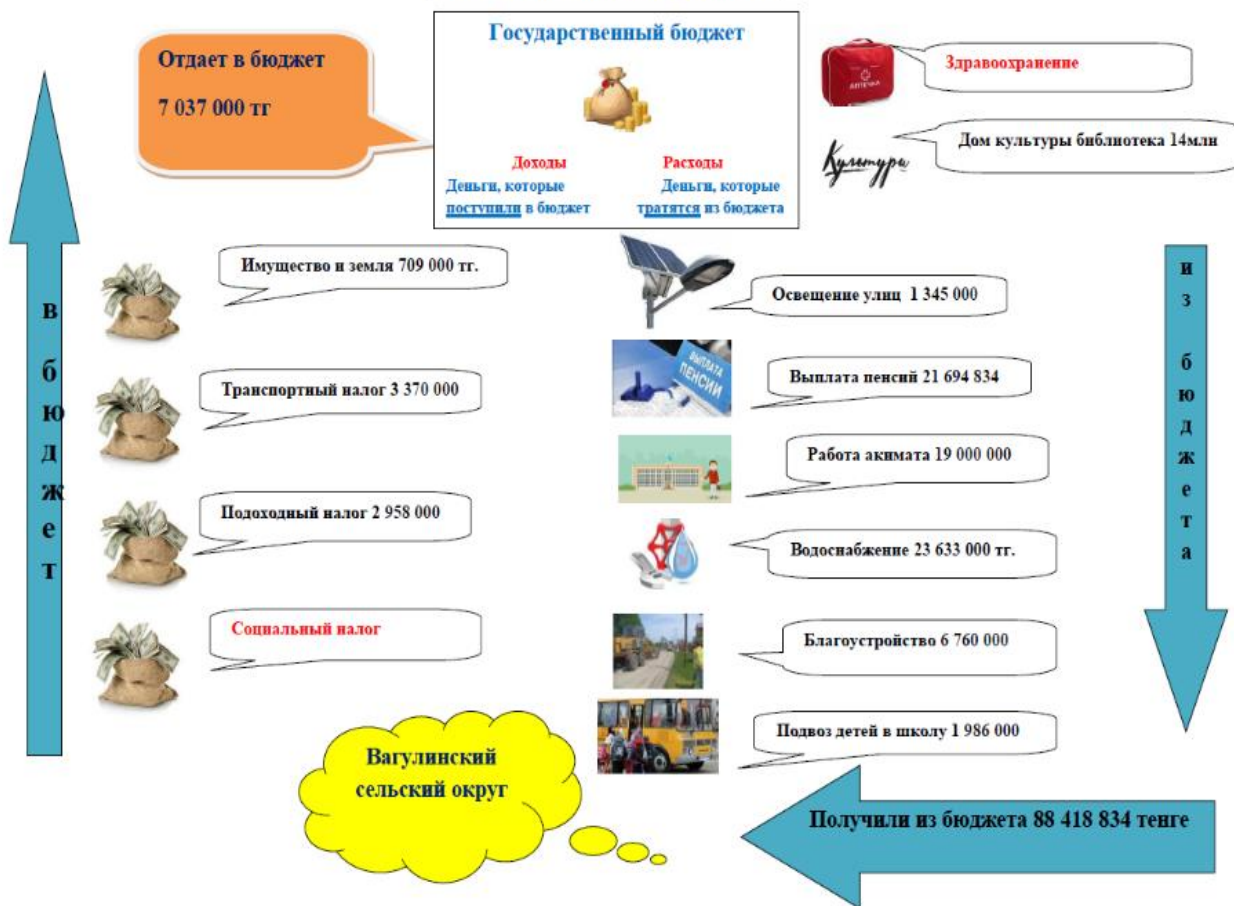 Отдает в бюджет
7 037 000 тг
Государственный бюджет
Доходы
Деньги, которые
поступили в бюджет
Расходы
Деньги, которые
тратятся из бюджета
АПТЕЧКА
Здравоохранение
Культура
Дом культуры библиотека 14млн
в бюджет
Имущество и земля 709 000 тг.
Транспортный налог 3 370 000
Подоходный налог 2 958 000
Социальный налог
Освещение улиц 1 345 000
ВЫПЛАТА
ПЕНСИИ
Выплата пенсий 21 694 834
Работа акимата 19 000 000
Водоснабжение 23 633 000 тг.
Благоустройство 6 760 000
Подвоз детей в школу 1 986 000
из бюджета
Вагулинский
сельский округ
Получили из бюджета 88 418 834 тенге